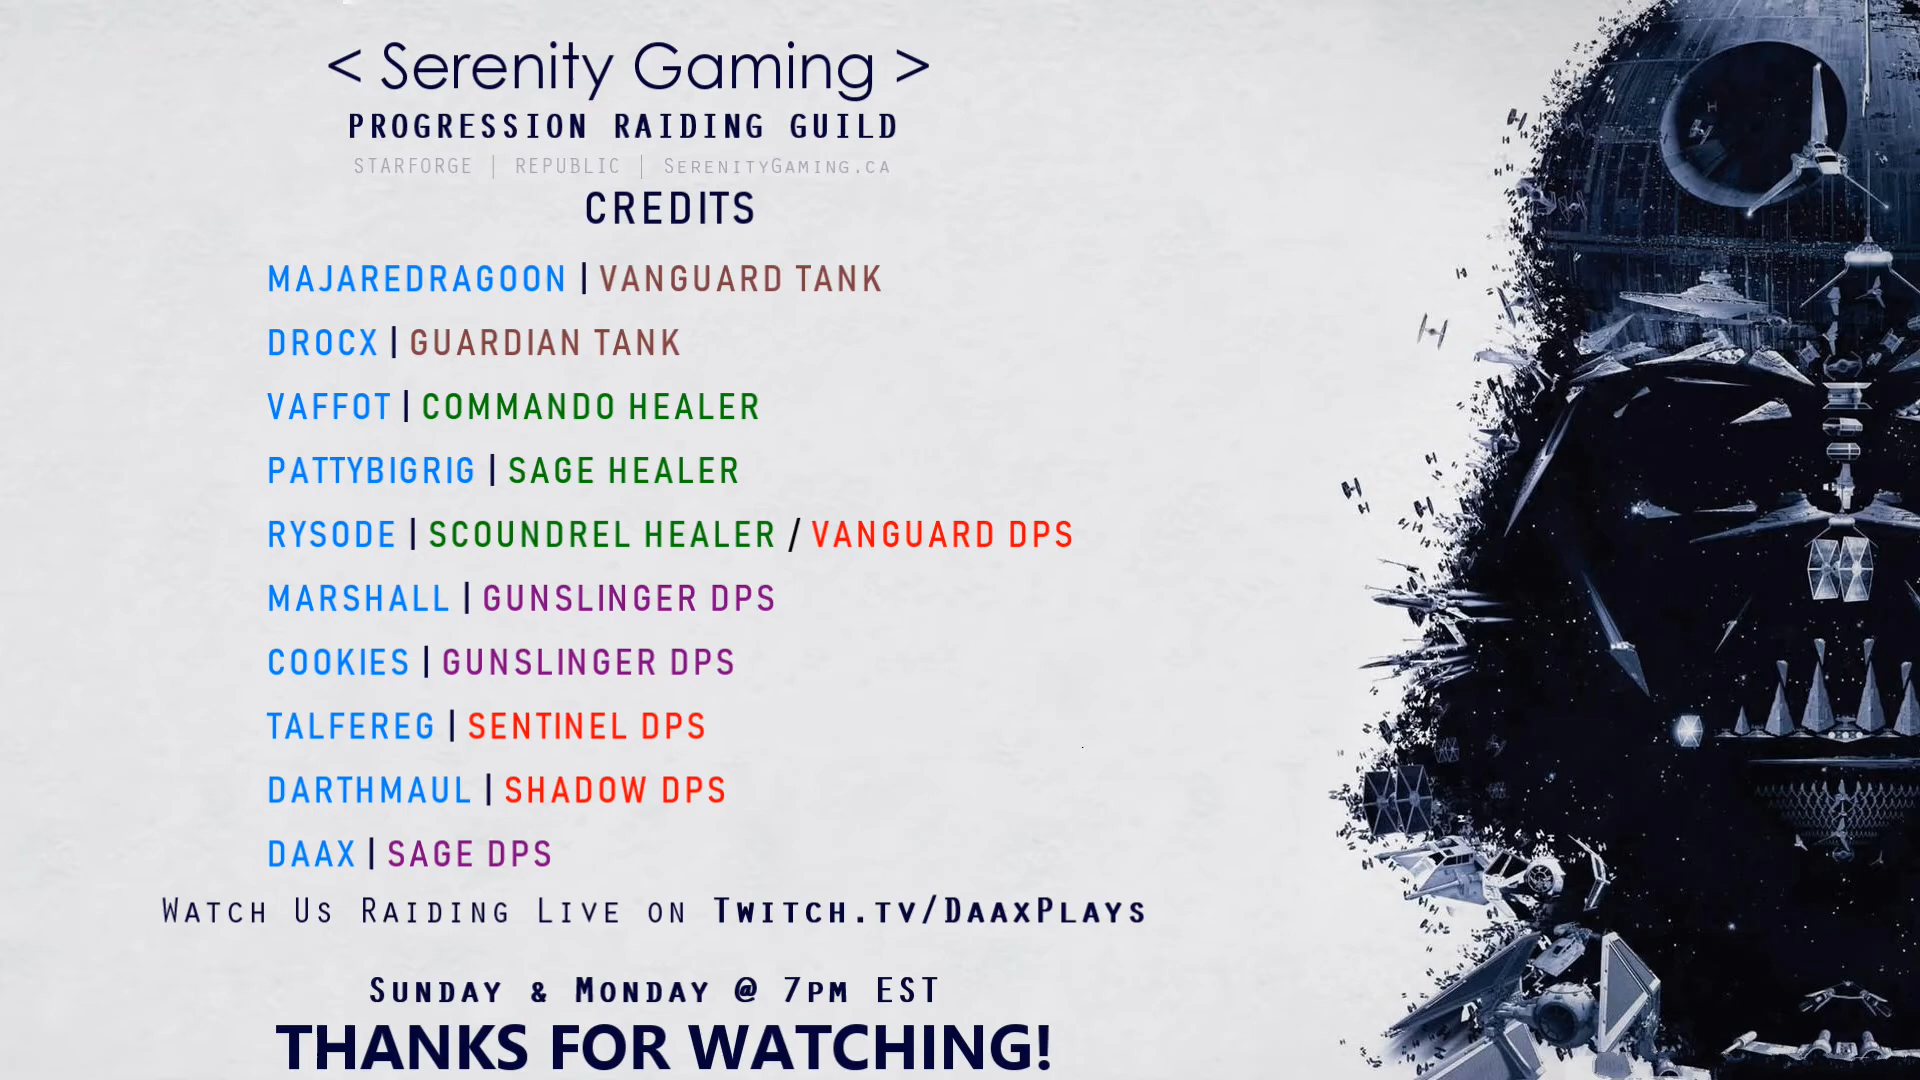 < Serenity Gaming >
PROGRESSION RAIDING GUILD
STARFORGE | REPUBLIC | SERENITYGAMING.CA
CREDITS
MAJAREDRAGOON | VANGUARD TANK
DROCX | GUARDIAN TANK
VAFFOT | COMMANDO HEALER
PATTYBIGRIG | SAGE HEALER
RYSODE | SCOUNDREL HEALER / VANGUARD DPS
MARSHALL | GUNSLINGER DPS
COOKIES | GUNSLINGER DPS
TALFEREG | SENTINEL DPS
DARTHMAUL | SHADOW DPS
DAAX | SAGE DPS
WATCH US RAIDING LIVE ON TWITCH.TV/DAAXPLAYS
SUNDAY & MONDAY @ 7PM EST
THANKS FOR WATCHING!